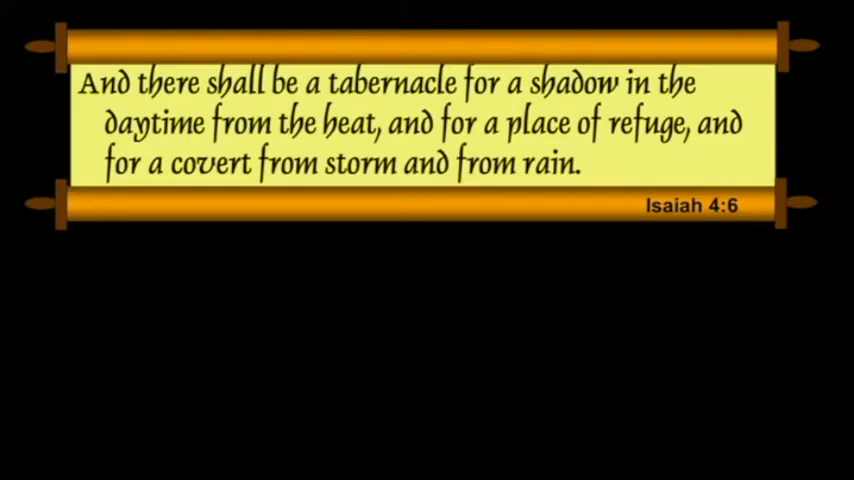 And there shall be a tabernacle for a shadow in the
daytime from the heat, and for a place of refuge, and
for a covert from storm and from rain.
Isaiah 4:6